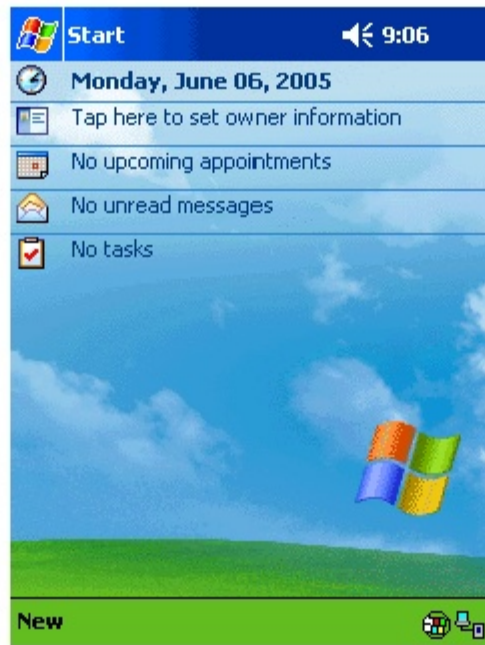 Start 9:06
Monday, June 06, 2005
Tap here to set owner information
No upcoming appointments
No unread messages
No tasks
New